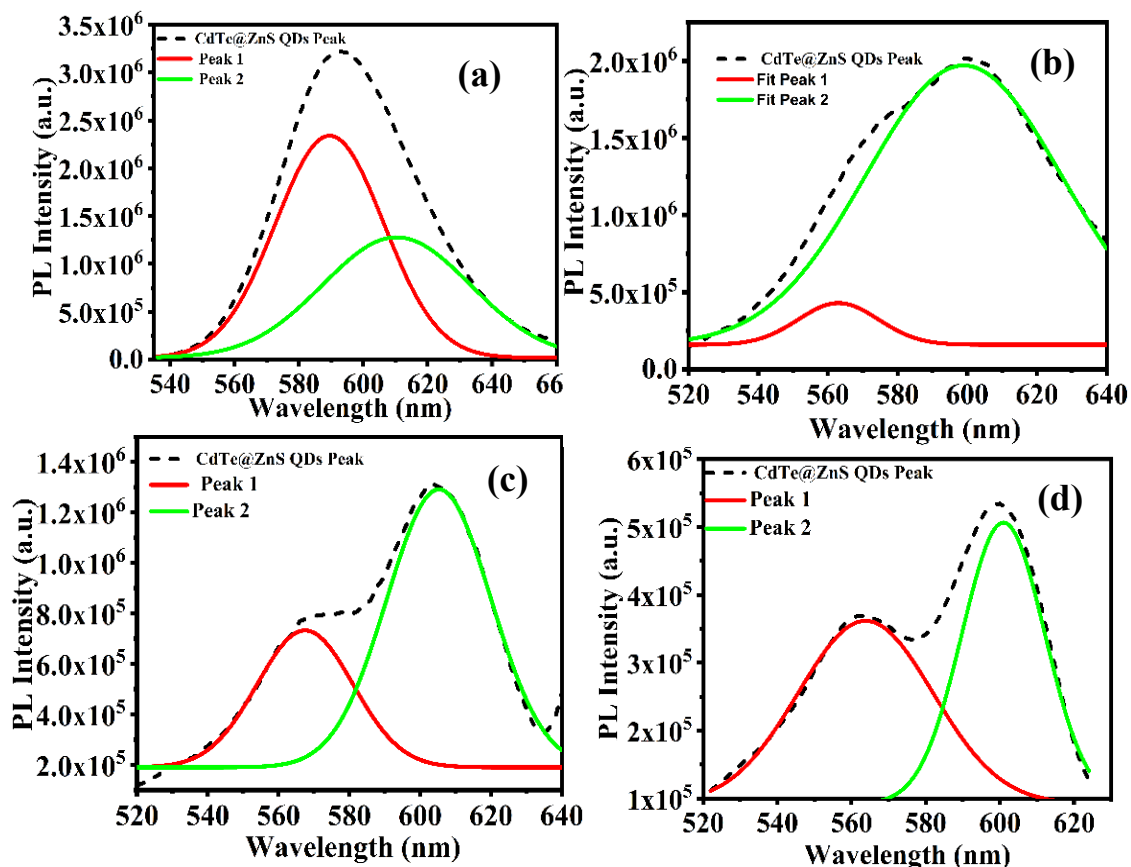 3.5x10⁶
3.0x10⁶
2.5x10⁶
2.0x10⁶
1.5x10⁶
1.0x10⁶
5.0x10⁵
0.0
PL Intensity (a.u.)
CdTe@ZnS QDs Peak
Peak 1
Peak 2
(a)
540 560 580 600 620 640 66
Wavelength (nm)
2.0x10⁶
1.5x10⁶
1.0x10⁶
5.0x10⁵
0.0
PL Intensity (a.u.)
CdTe@ZnS QDs Peak
Fit Peak 1
Fit Peak 2
(b)
520 540 560 580 600 620 640
Wavelength (nm)
1.4x10⁶
1.2x10⁶
1.0x10⁶
8.0x10⁵
6.0x10⁵
4.0x10⁵
2.0x10⁵
PL Intensity (a.u.)
CdTe@ZnS QDs Peak
Peak 1
Peak 2
(c)
520 540 560 580 600 620 640
Wavelength (nm)
6x10⁵
5x10⁵
4x10⁵
3x10⁵
2x10⁵
1x10⁵
PL Intensity (a.u.)
CdTe@ZnS QDs Peak
Peak 1
Peak 2
(d)
520 540 560 580 600 620
Wavelength (nm)